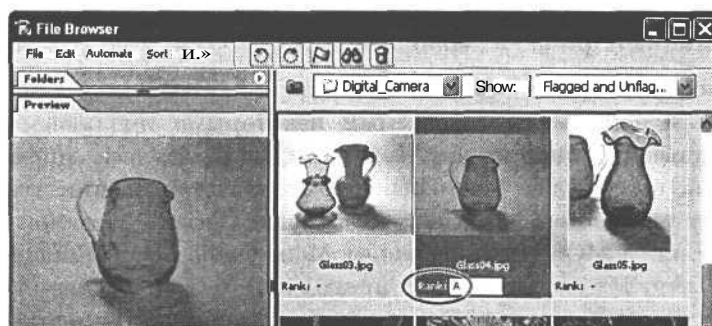 File Browser
File Edit Automate Sort И.»
Folders
Digital_Camera Show: Flagged and Unflag...
Preview
Glass03.jpg Glass04.jpg Glass05.jpg
Rank: - Rank: A Rank: -